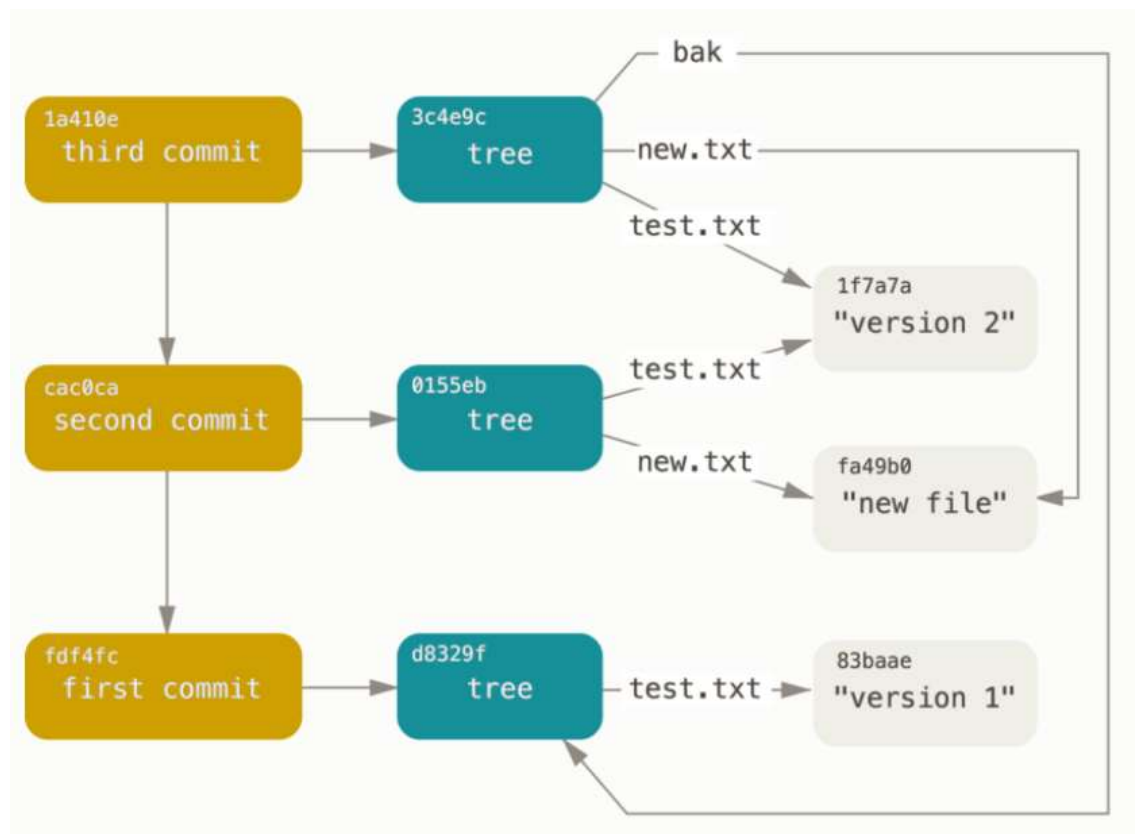 bak
1a410e
third commit
3c4e9c
tree
new.txt
test.txt
1f7a7a
"version 2"
cac0ca
second commit
0155eb
tree
test.txt
new.txt
fa49b0
"new file"
fdf4fc
first commit
d8329f
tree
test.txt
83baae
"version 1"